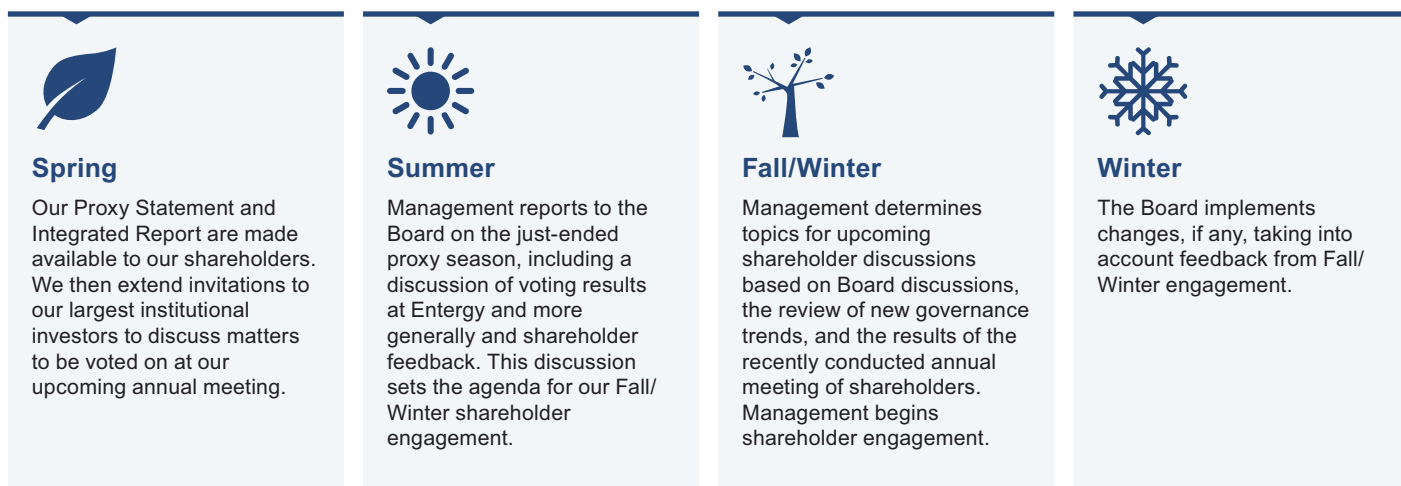 Spring
Our Proxy Statement and
Integrated Report are made
available to our shareholders.
We then extend invitations to
our largest institutional
investors to discuss matters
to be voted on at our
upcoming annual meeting.
Summer
Management reports to the
Board on the just-ended
proxy season, including a
discussion of voting results
at Entergy and more
generally and shareholder
feedback. This discussion
sets the agenda for our Fall/
Winter shareholder
engagement.
Fall/Winter
Management determines
topics for upcoming
shareholder discussions
based on Board discussions,
the review of new governance
trends, and the results of the
recently conducted annual
meeting of shareholders.
Management begins
shareholder engagement.
Winter
The Board implements
changes, if any, taking into
account feedback from Fall/
Winter engagement.